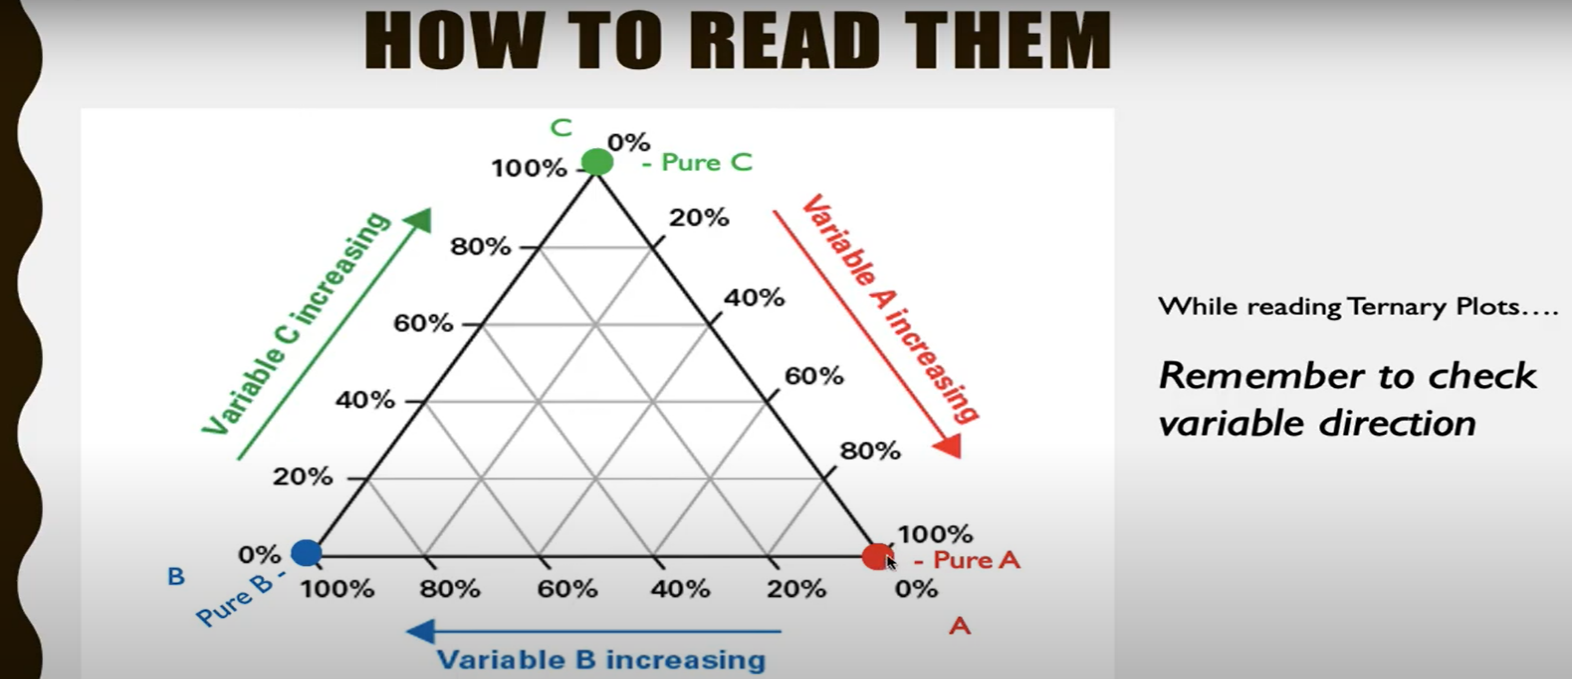 HOW TO READ THEM
C
0%
100%
- Pure C
20%
80%
Variable C increasing
Variable A increasing
40%
60%
While reading Ternary Plots....
Remember to check
variable direction
60%
40%
80%
20%
100%
0%
- Pure A
B
Pure B -
100%
80%
60%
40%
20%
0%
A
Variable B increasing